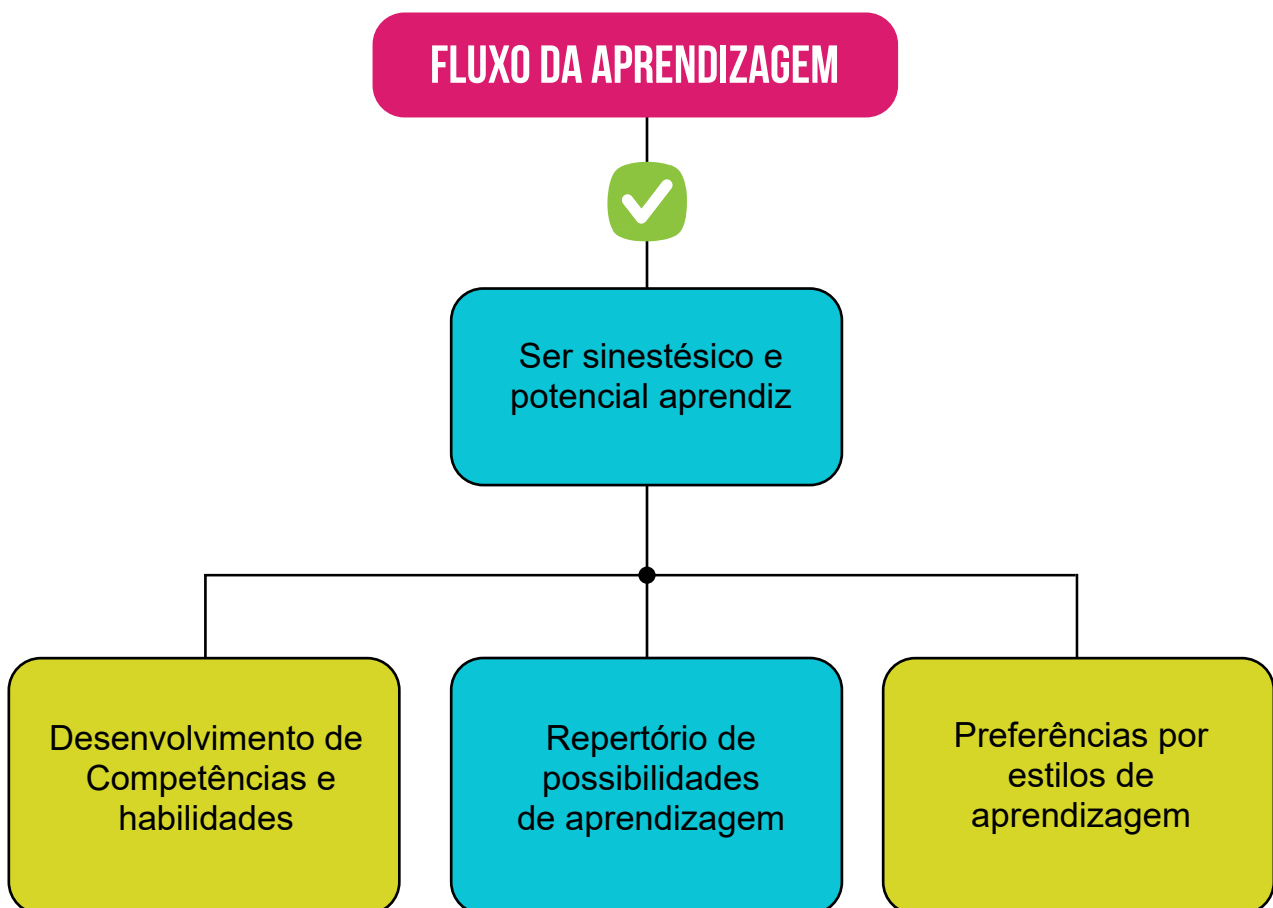 FLUXO DA APRENDIZAGEM
Ser sinestésico e
potencial aprendiz
Desenvolvimento de
Competências e
habilidades
Repertório de
possibilidades
de aprendizagem
Preferências por
estilos de
aprendizagem